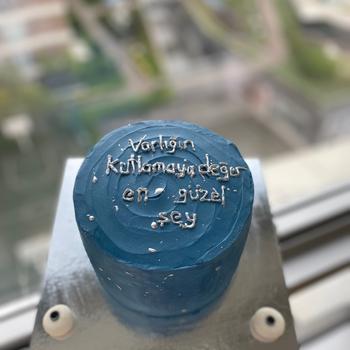 Varlığın
Kutlamaya değer
en güzel
şey